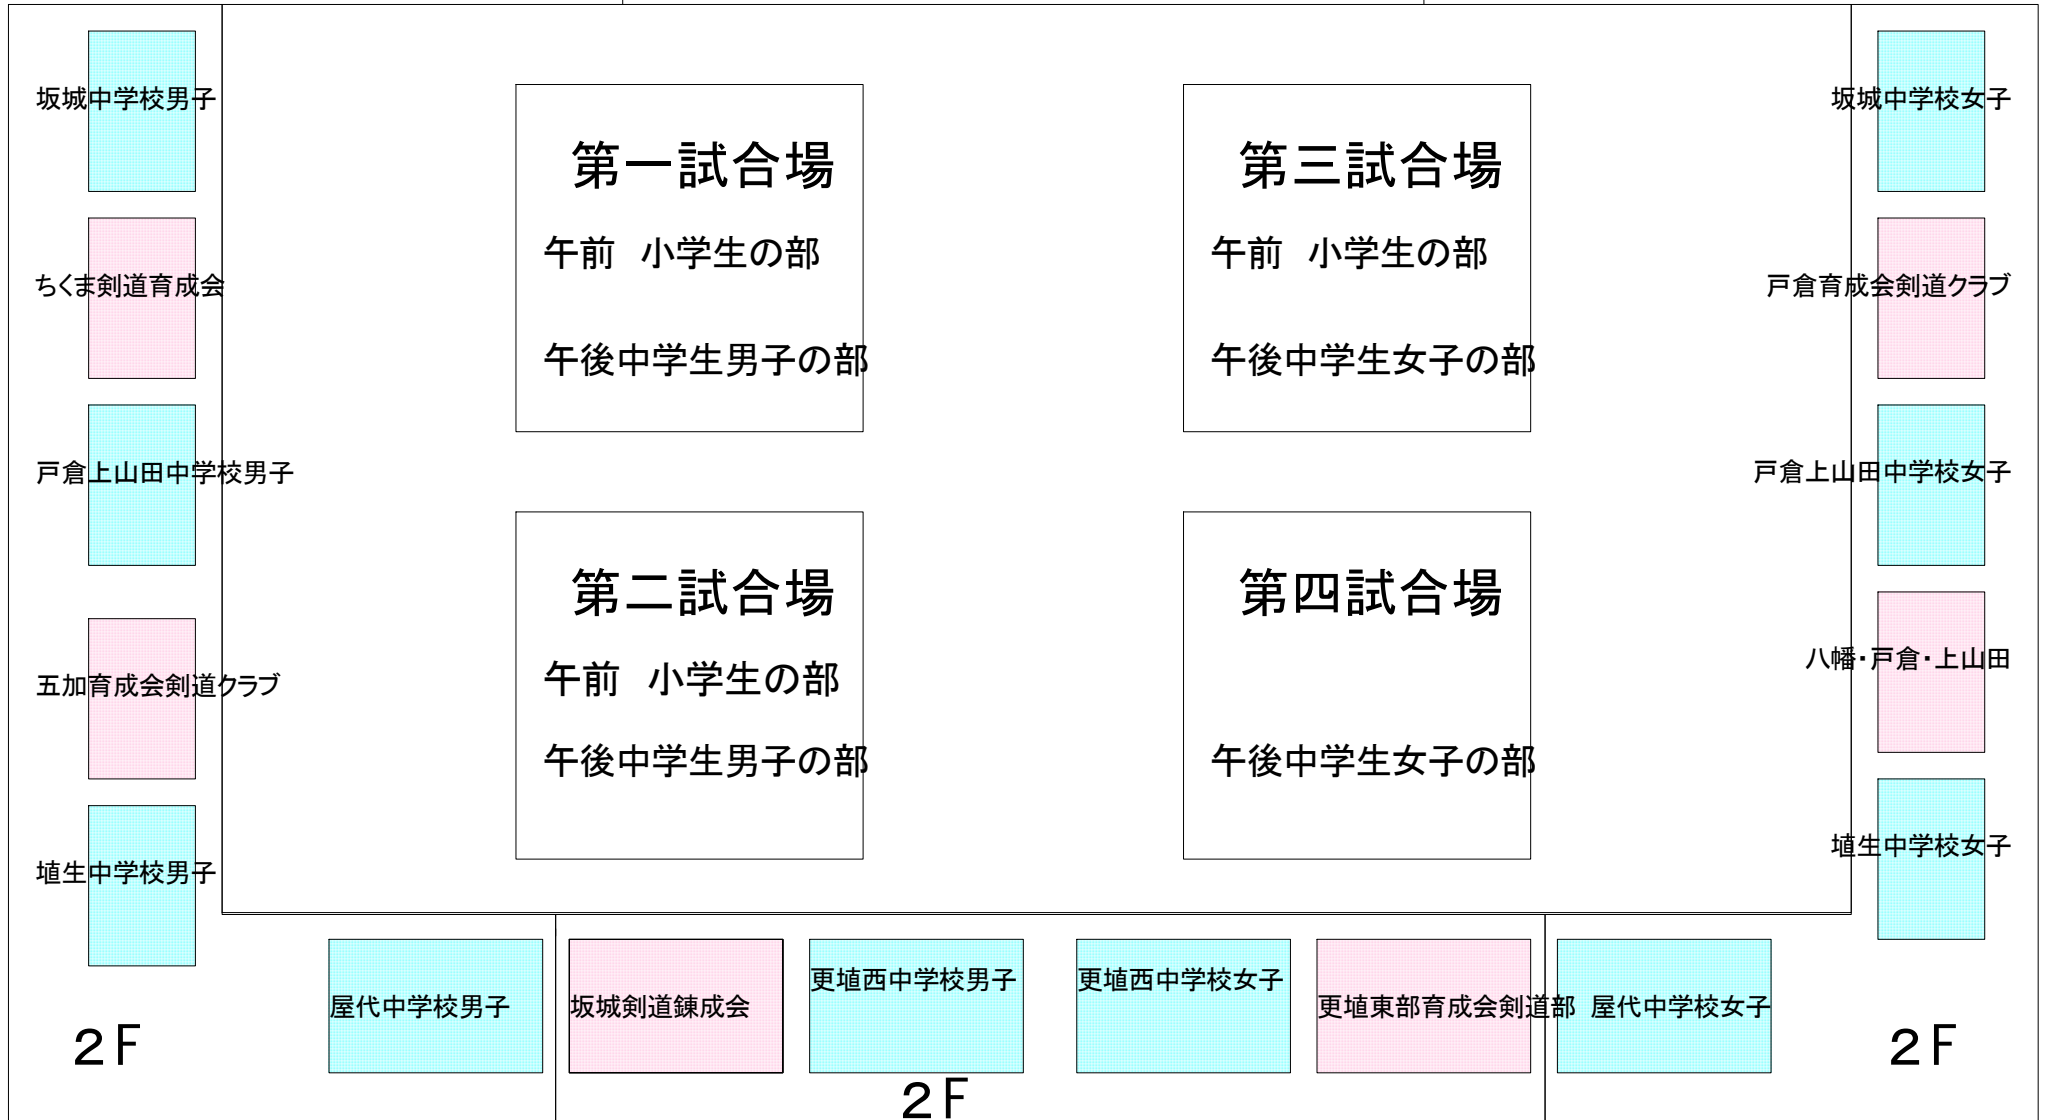 坂城中学校男子
ちくま剣道育成会
戸倉上山田中学校男子
五加育成会剣道クラブ
埴生中学校男子
2F
第一試合場
午前 小学生の部
午後中学生男子の部
第二試合場
午前 小学生の部
午後中学生男子の部
第三試合場
午前 小学生の部
午後中学生女子の部
第四試合場
午後中学生女子の部
坂城中学校女子
戸倉育成会剣道クラブ
戸倉上山田中学校女子
八幡・戸倉・上山田
埴生中学校女子
2F
屋代中学校男子
坂城剣道錬成会
更埴西中学校男子
更埴西中学校女子
更埴東部育成会剣道部
屋代中学校女子
2F